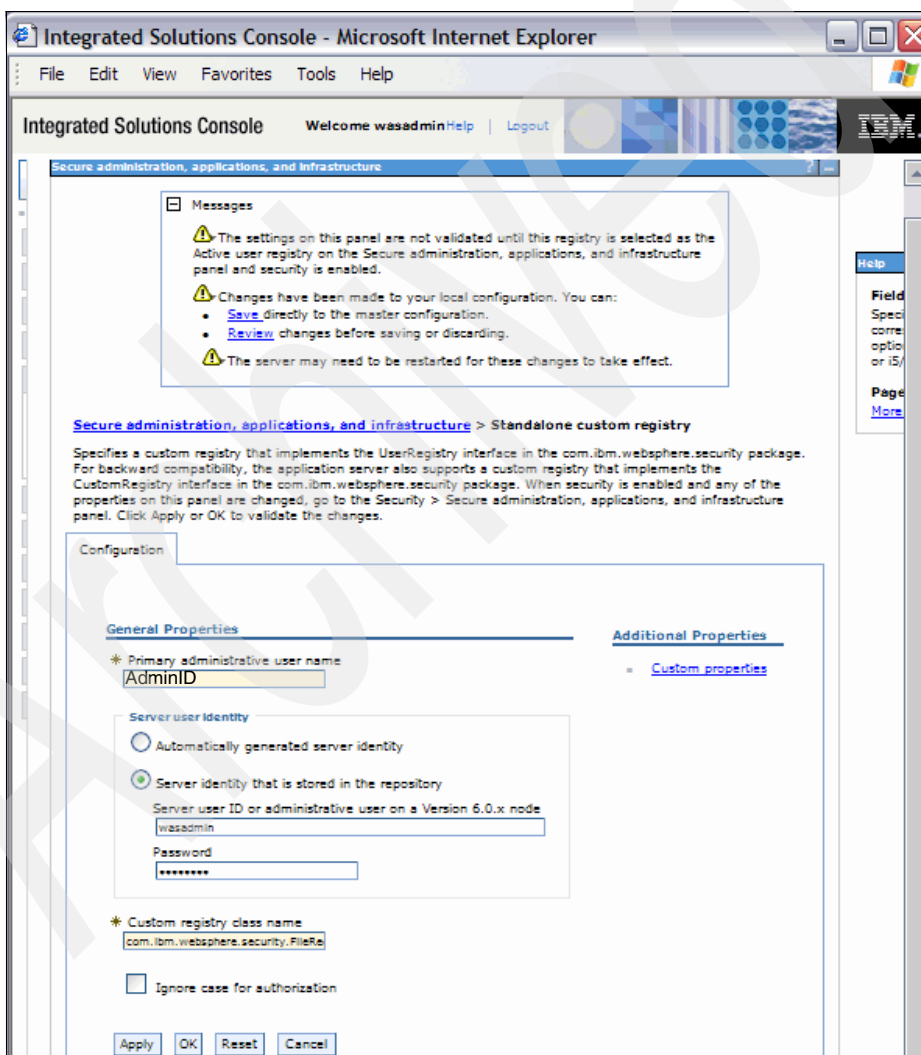 Integrated Solutions Console - Microsoft Internet Explorer
File Edit View Favorites Tools Help
Integrated Solutions Console Welcome wasadmin Help | Logout IBM.
Secure administration, applications, and infrastructure ? –
Messages
The settings on this panel are not validated until this registry is selected as the
Active user registry on the Secure administration, applications, and infrastructure
panel and security is enabled.
Changes have been made to your local configuration. You can:
• Save directly to the master configuration.
• Review changes before saving or discarding.
The server may need to be restarted for these changes to take effect.
Help
Field
Speci
corre
optio
or i5/
Page
More
Secure administration, applications, and infrastructure > Standalone custom registry
Specifies a custom registry that implements the UserRegistry interface in the com.ibm.websphere.security package.
For backward compatibility, the application server also supports a custom registry that implements the
CustomRegistry interface in the com.ibm.websphere.security package. When security is enabled and any of the
properties on this panel are changed, go to the Security > Secure administration, applications, and infrastructure
panel. Click Apply or OK to validate the changes.
Configuration
General Properties
* Primary administrative user name
AdminID
Server user identity
Automatically generated server identity
Server identity that is stored in the repository
Server user ID or administrative user on a Version 6.0.x node
wasadmin
Password
••••••••
* Custom registry class name
com.ibm.websphere.security.FileRe
Ignore case for authorization
Apply OK Reset Cancel
Additional Properties
Custom properties
Archived